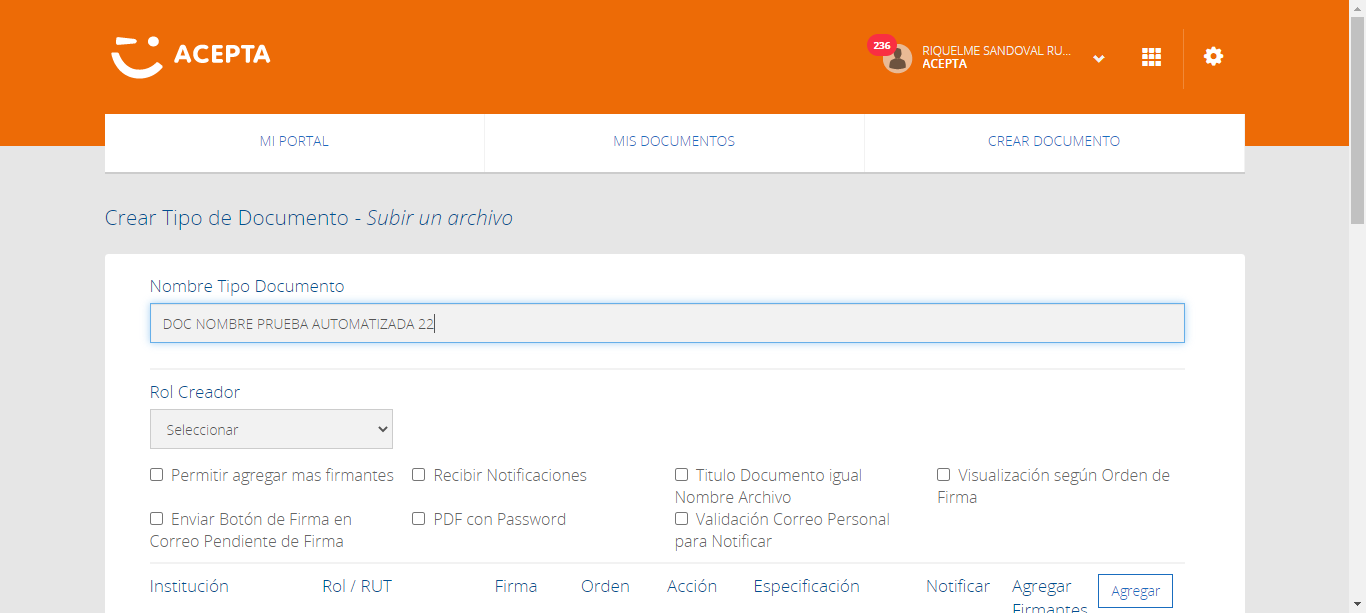 ACEPTA
236
RIQUELME SANDOVAL RU...
ACEPTA
MI PORTAL
MIS DOCUMENTOS
CREAR DOCUMENTO
Crear Tipo de Documento - Subir un archivo
Nombre Tipo Documento
DOC NOMBRE PRUEBA AUTOMATIZADA 22
Rol Creador
Seleccionar
Permitir agregar mas firmantes
Recibir Notificaciones
Titulo Documento igual
Nombre Archivo
Visualización según Orden de
Firma
Enviar Botón de Firma en
Correo Pendiente de Firma
PDF con Password
Validación Correo Personal
para Notificar
Institución
Rol / RUT
Firma
Orden
Acción
Especificación
Notificar
Agregar
Firmantes
Agregar